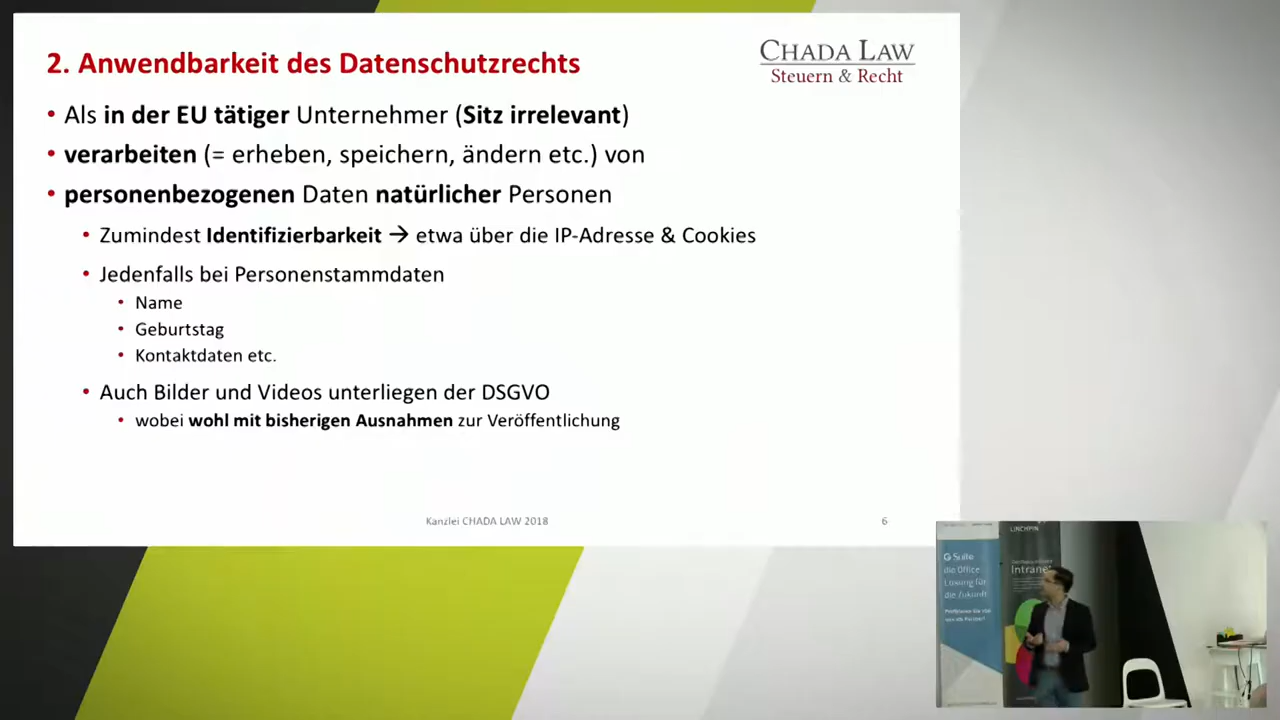 2. Anwendbarkeit des Datenschutzrechts
CHADA LAW
Steuern & Recht
• Als in der EU tätiger Unternehmer (Sitz irrelevant)
• verarbeiten (= erheben, speichern, ändern etc.) von
• personenbezogenen Daten natürlicher Personen
• Zumindest Identifizierbarkeit → etwa über die IP-Adresse & Cookies
• Jedenfalls bei Personenstammdaten
• Name
• Geburtstag
• Kontaktdaten etc.
• Auch Bilder und Videos unterliegen der DSGVO
• wobei wohl mit bisherigen Ausnahmen zur Veröffentlichung
Kanzlei CHADA LAW 2018
6
LINCHPIN
G Suite
die Office
Lösung für
die Zukunft
Intranet